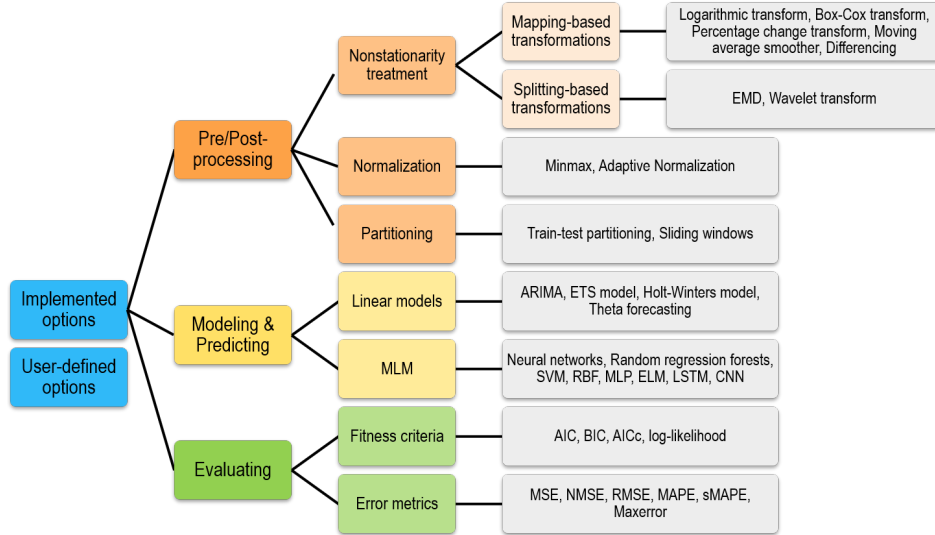 Implemented
options
User-defined
options
Pre/Post-
processing
Nonstationarity
treatment
Mapping-based
transformations
Logarithmic transform, Box-Cox transform,
Percentage change transform, Moving
average smoother, Differencing
Splitting-based
transformations
EMD, Wavelet transform
Normalization
Minmax, Adaptive Normalization
Partitioning
Train-test partitioning, Sliding windows
Modeling &
Predicting
Linear models
ARIMA, ETS model, Holt-Winters model,
Theta forecasting
MLM
Neural networks, Random regression forests,
SVM, RBF, MLP, ELM, LSTM, CNN
Evaluating
Fitness criteria
AIC, BIC, AICc, log-likelihood
Error metrics
MSE, NMSE, RMSE, MAPE, sMAPE,
Maxerror